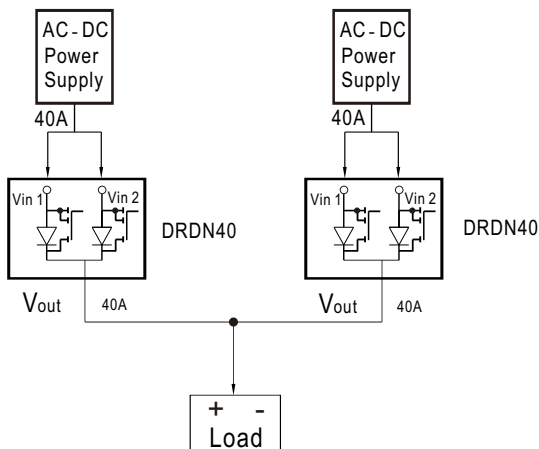 AC - DC
Power
Supply
AC - DC
Power
Supply
40A
40A
Vin 1
Vin 2
DRDN40
Vin 1
Vin 2
DRDN40
Vout
40A
Vout
40A
+ -
Load